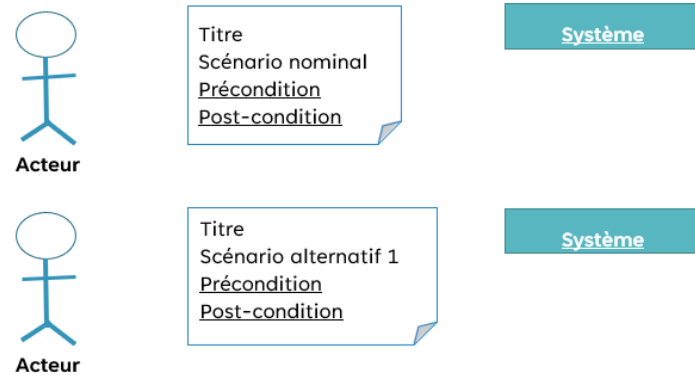 Titre
Scénario nominal
Précondition
Post-condition
Système
Acteur
Titre
Scénario alternatif 1
Précondition
Post-condition
Système
Acteur